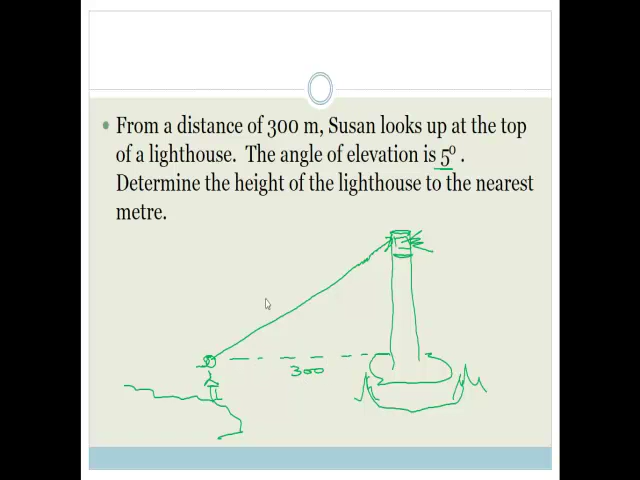 From a distance of 300 m, Susan looks up at the top
of a lighthouse. The angle of elevation is 5⁰ .
Determine the height of the lighthouse to the nearest
metre.
300